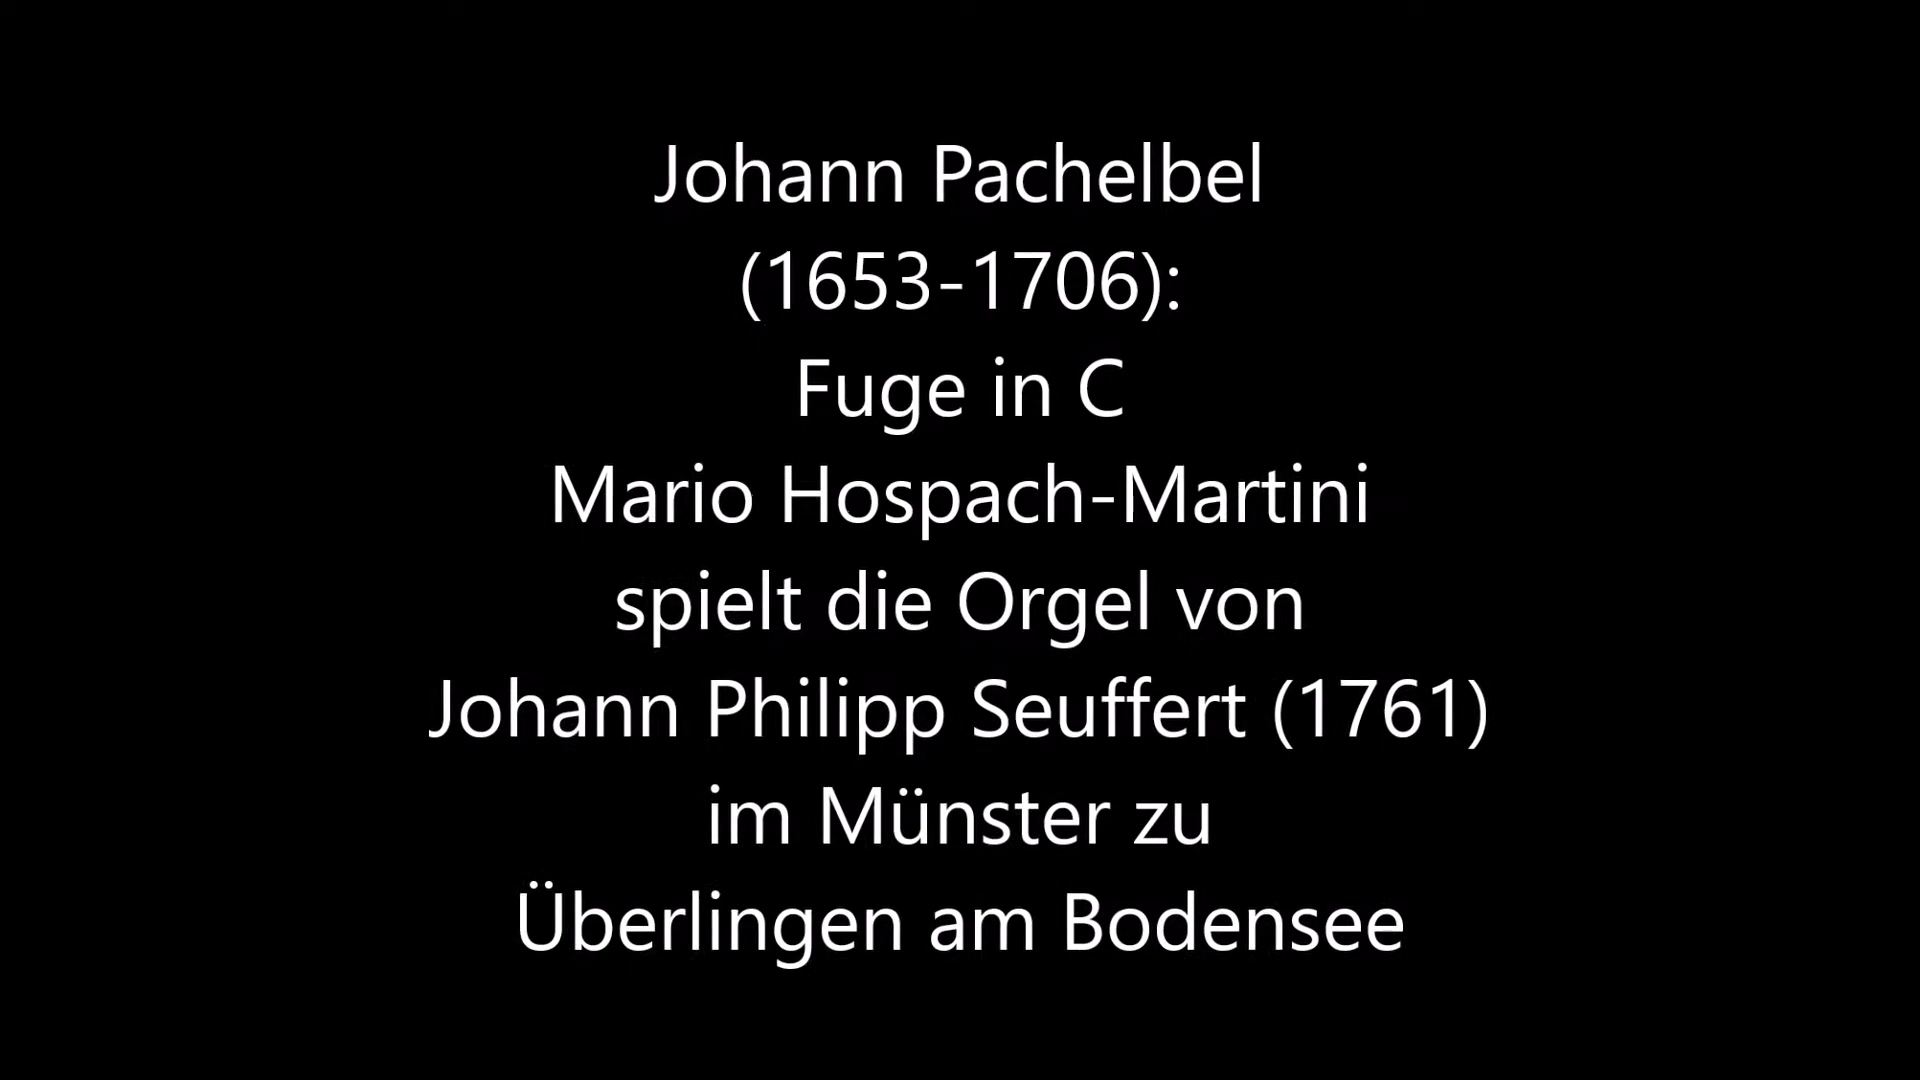 Johann Pachelbel
(1653-1706):
Fuge in C
Mario Hospach-Martini
spielt die Orgel von
Johann Philipp Seuffert (1761)
im Münster zu
Überlingen am Bodensee